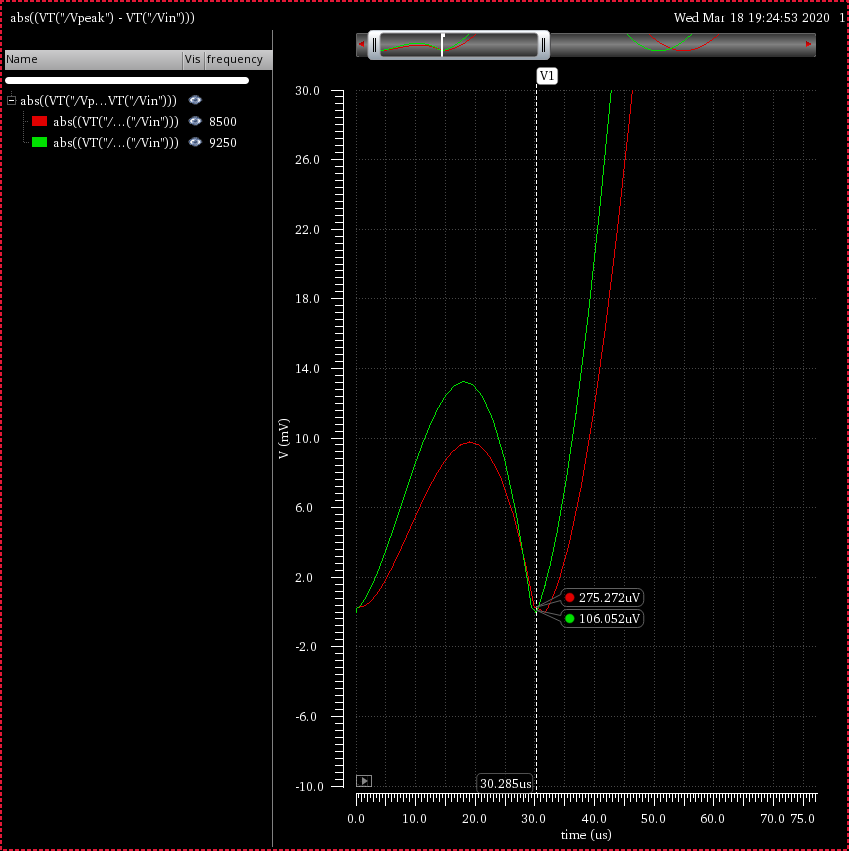 abs((VT("/Vpeak") - VT("/Vin")))
Wed Mar 18 19:24:53 2020 1
Name Vis frequency
abs((VT("/Vp...VT("/Vin")))
abs((VT("/...("/Vin"))) 8500
abs((VT("/...("/Vin"))) 9250
V1
30.0
26.0
22.0
18.0
14.0
10.0
6.0
2.0
-2.0
-6.0
-10.0
V (mV)
275.272uV
106.052uV
30.285us
0.0 10.0 20.0 30.0 40.0 50.0 60.0 70.0 75.0
time (us)